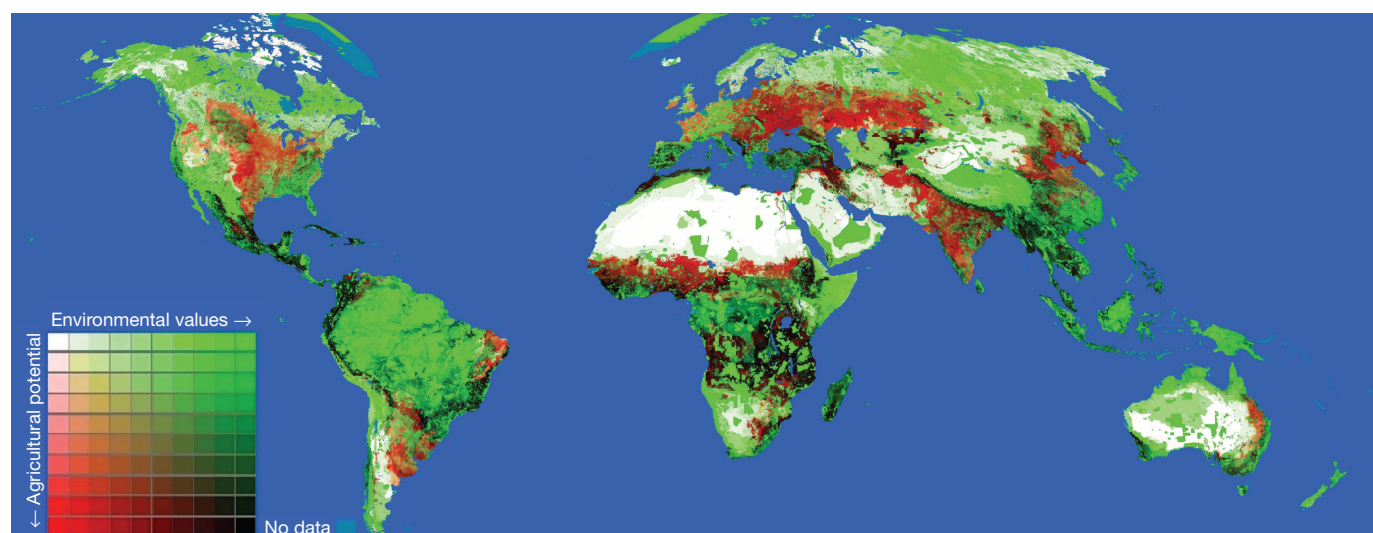 Environmental values →
← Agricultural potential
No data